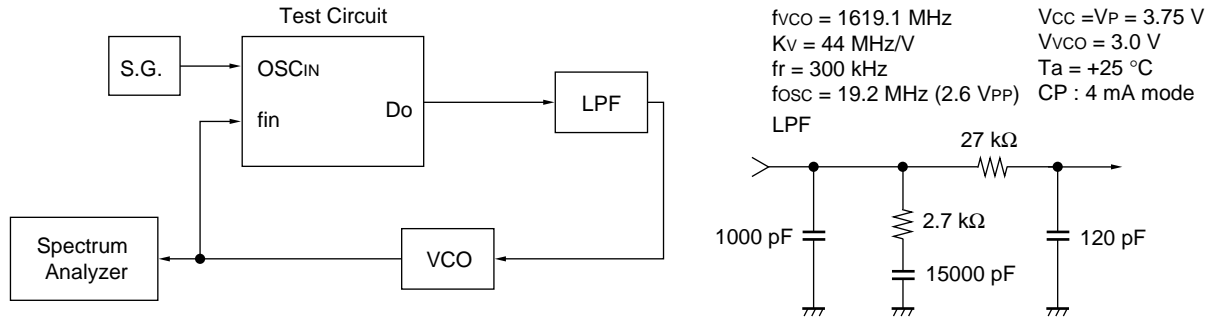 Test Circuit
S.G.
OSCIN
fin
Do
LPF
Spectrum
Analyzer
VCO
fVCO = 1619.1 MHz
KV = 44 MHz/V
fr = 300 kHz
fOSC = 19.2 MHz (2.6 VPP)
VCC =VP = 3.75 V
VVCO = 3.0 V
Ta = +25 °C
CP : 4 mA mode
LPF
27 kΩ
2.7 kΩ
1000 pF
120 pF
15000 pF